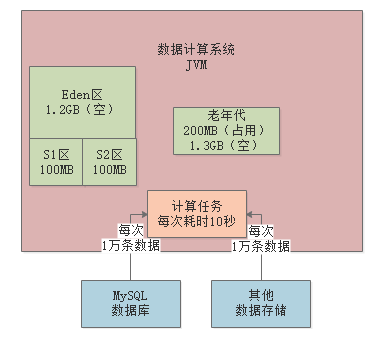 数据计算系统
JVM
Eden区
1.2GB（空）
S1区
100MB
S2区
100MB
老年代
200MB（占用）
1.3GB（空）
计算任务
每次耗时10秒
每次
1万条数据
每次
1万条数据
MySQL
数据库
其他
数据存储